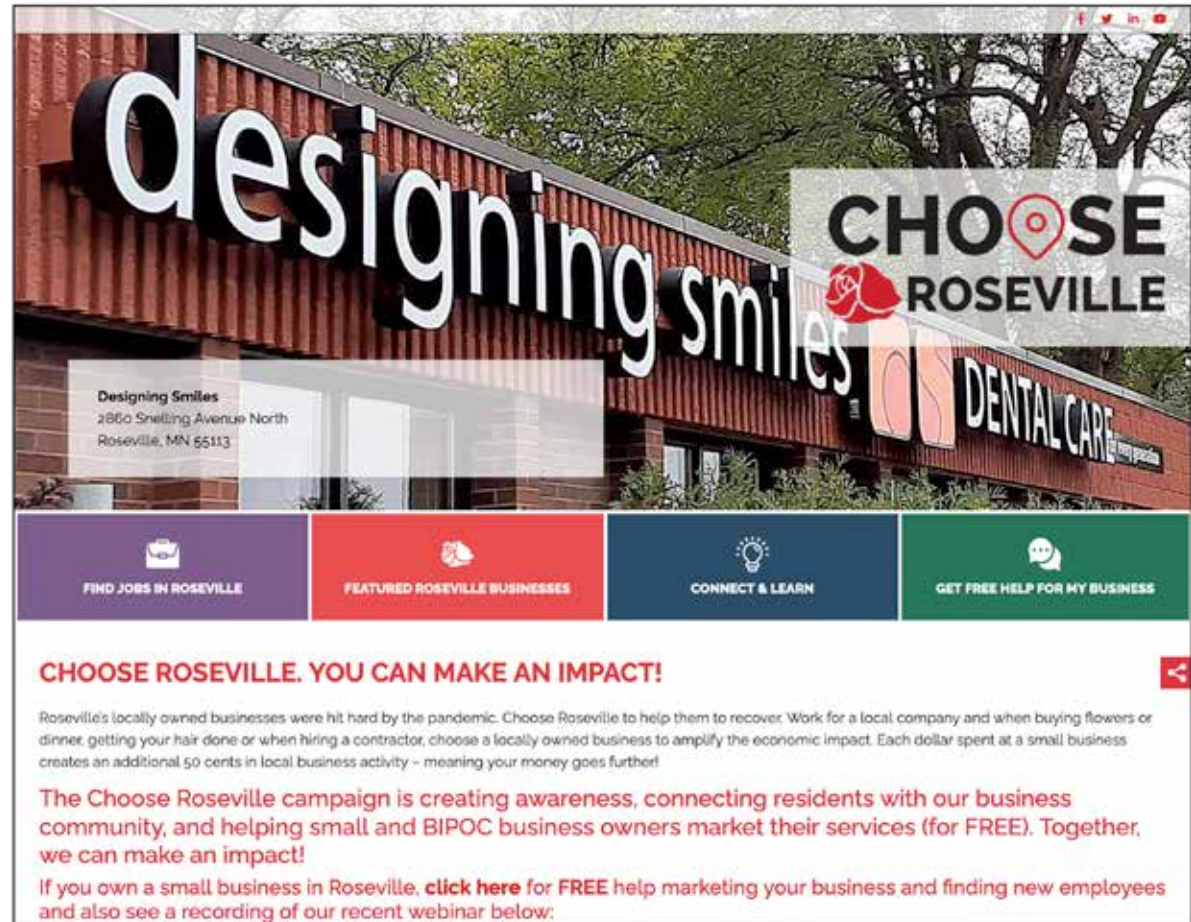 designing smiles
DENTAL CARE
CHOOSE
ROSEVILLE
Designing Smiles
2860 Snelling Avenue North
Roseville, MN 55113
FIND JOBS IN ROSEVILLE
FEATURED ROSEVILLE BUSINESSES
CONNECT & LEARN
GET FREE HELP FOR MY BUSINESS
CHOOSE ROSEVILLE. YOU CAN MAKE AN IMPACT!
Roseville's locally owned businesses were hit hard by the pandemic. Choose Roseville to help them to recover. Work for a local company and when buying flowers or
dinner, getting your hair done or when hiring a contractor, choose a locally owned business to amplify the economic impact. Each dollar spent at a small business
creates an additional 50 cents in local business activity – meaning your money goes further!
The Choose Roseville campaign is creating awareness, connecting residents with our business
community, and helping small and BIPOC business owners market their services (for FREE). Together,
we can make an impact!
If you own a small business in Roseville, click here for FREE help marketing your business and finding new employees
and also see a recording of our recent webinar below: